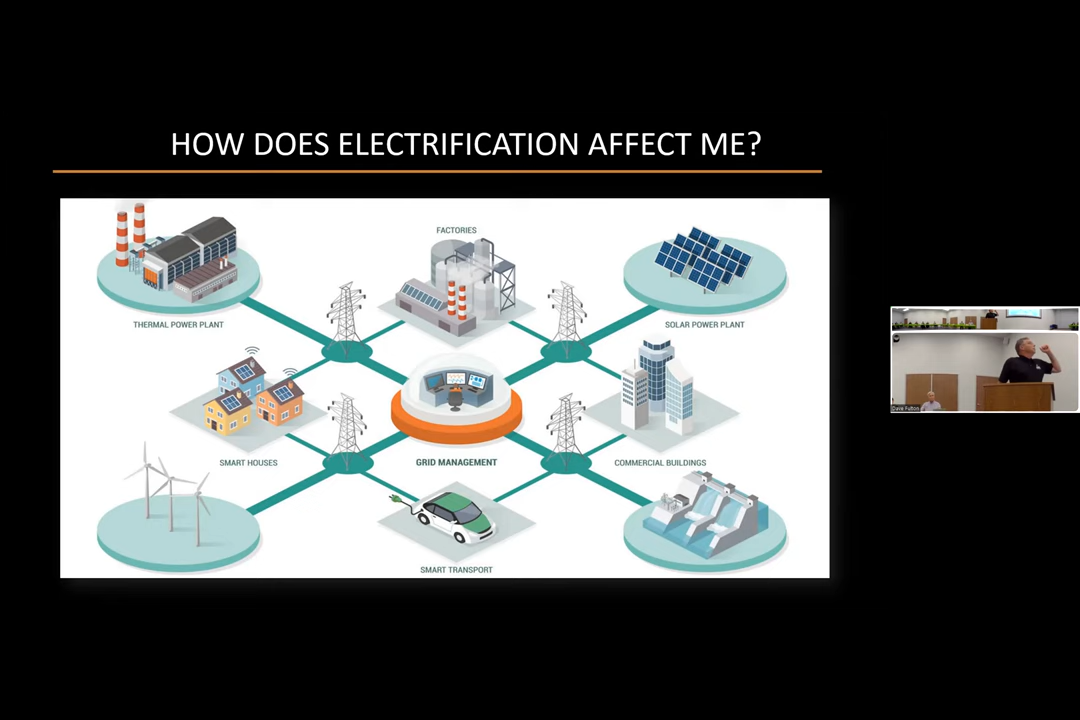 HOW DOES ELECTRIFICATION AFFECT ME?
FACTORIES
THERMAL POWER PLANT
SOLAR POWER PLANT
SMART HOUSES
GRID MANAGEMENT
COMMERCIAL BUILDINGS
SMART TRANSPORT
Dave Fulton